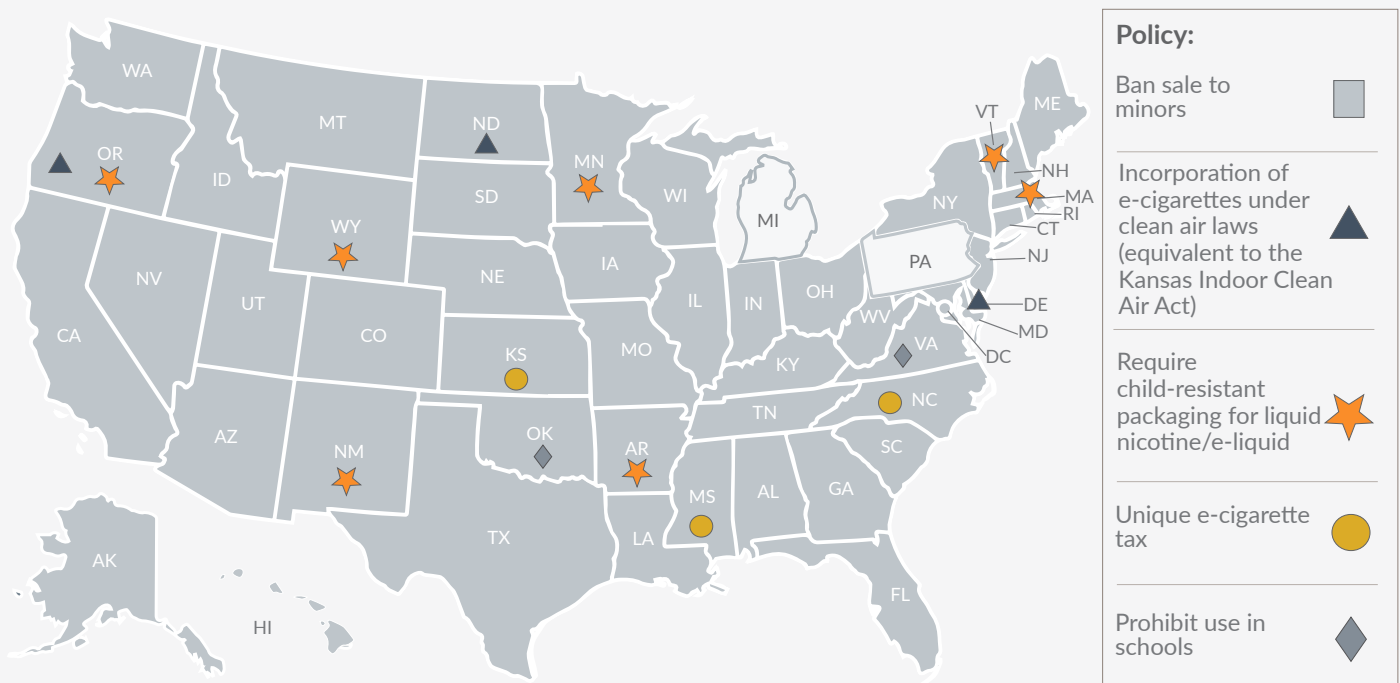 WA
MT
ND
OR
ID
MN
SD
WI
WY
MI
VT
ME
NH
MA
RI
CT
NY
NJ
NV
UT
NE
IA
PA
IL
IN
OH
CA
CO
KS
MO
WV
VA
DE
MD
DC
KY
AZ
NM
OK
AR
TN
NC
SC
MS
AL
GA
TX
LA
FL
AK
HI
Policy:
Ban sale to
minors
Incorporation of
e-cigarettes under
clean air laws
(equivalent to the
Kansas Indoor Clean
Air Act)
Require
child-resistant
packaging for liquid
nicotine/e-liquid
Unique e-cigarette
tax
Prohibit use in
schools